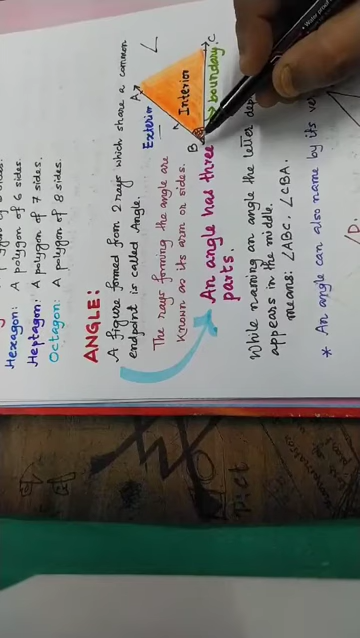 Hexagon: A polygon of 6 sides.
Heptagon: A polygon of 7 sides.
Octagon: A polygon of 8 sides.
ANGLE:
A figure formed from 2 rays which share a common
endpoint is called Angle.
The rays forming the angle are
known as its arm or sides.
An angle has three
parts.
A
Exterior
Interior
B
C
boundary
While naming an angle the letter
appears in the middle.
means: ∠ABC, ∠CBA.
* An angle can also name by its